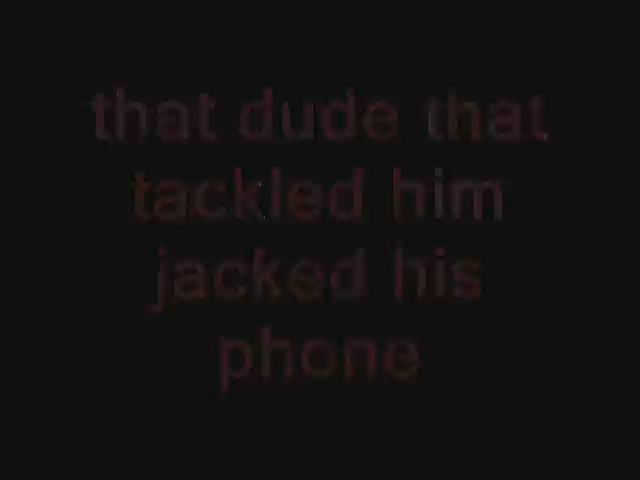 that dude that
tackled him
jacked his
phone